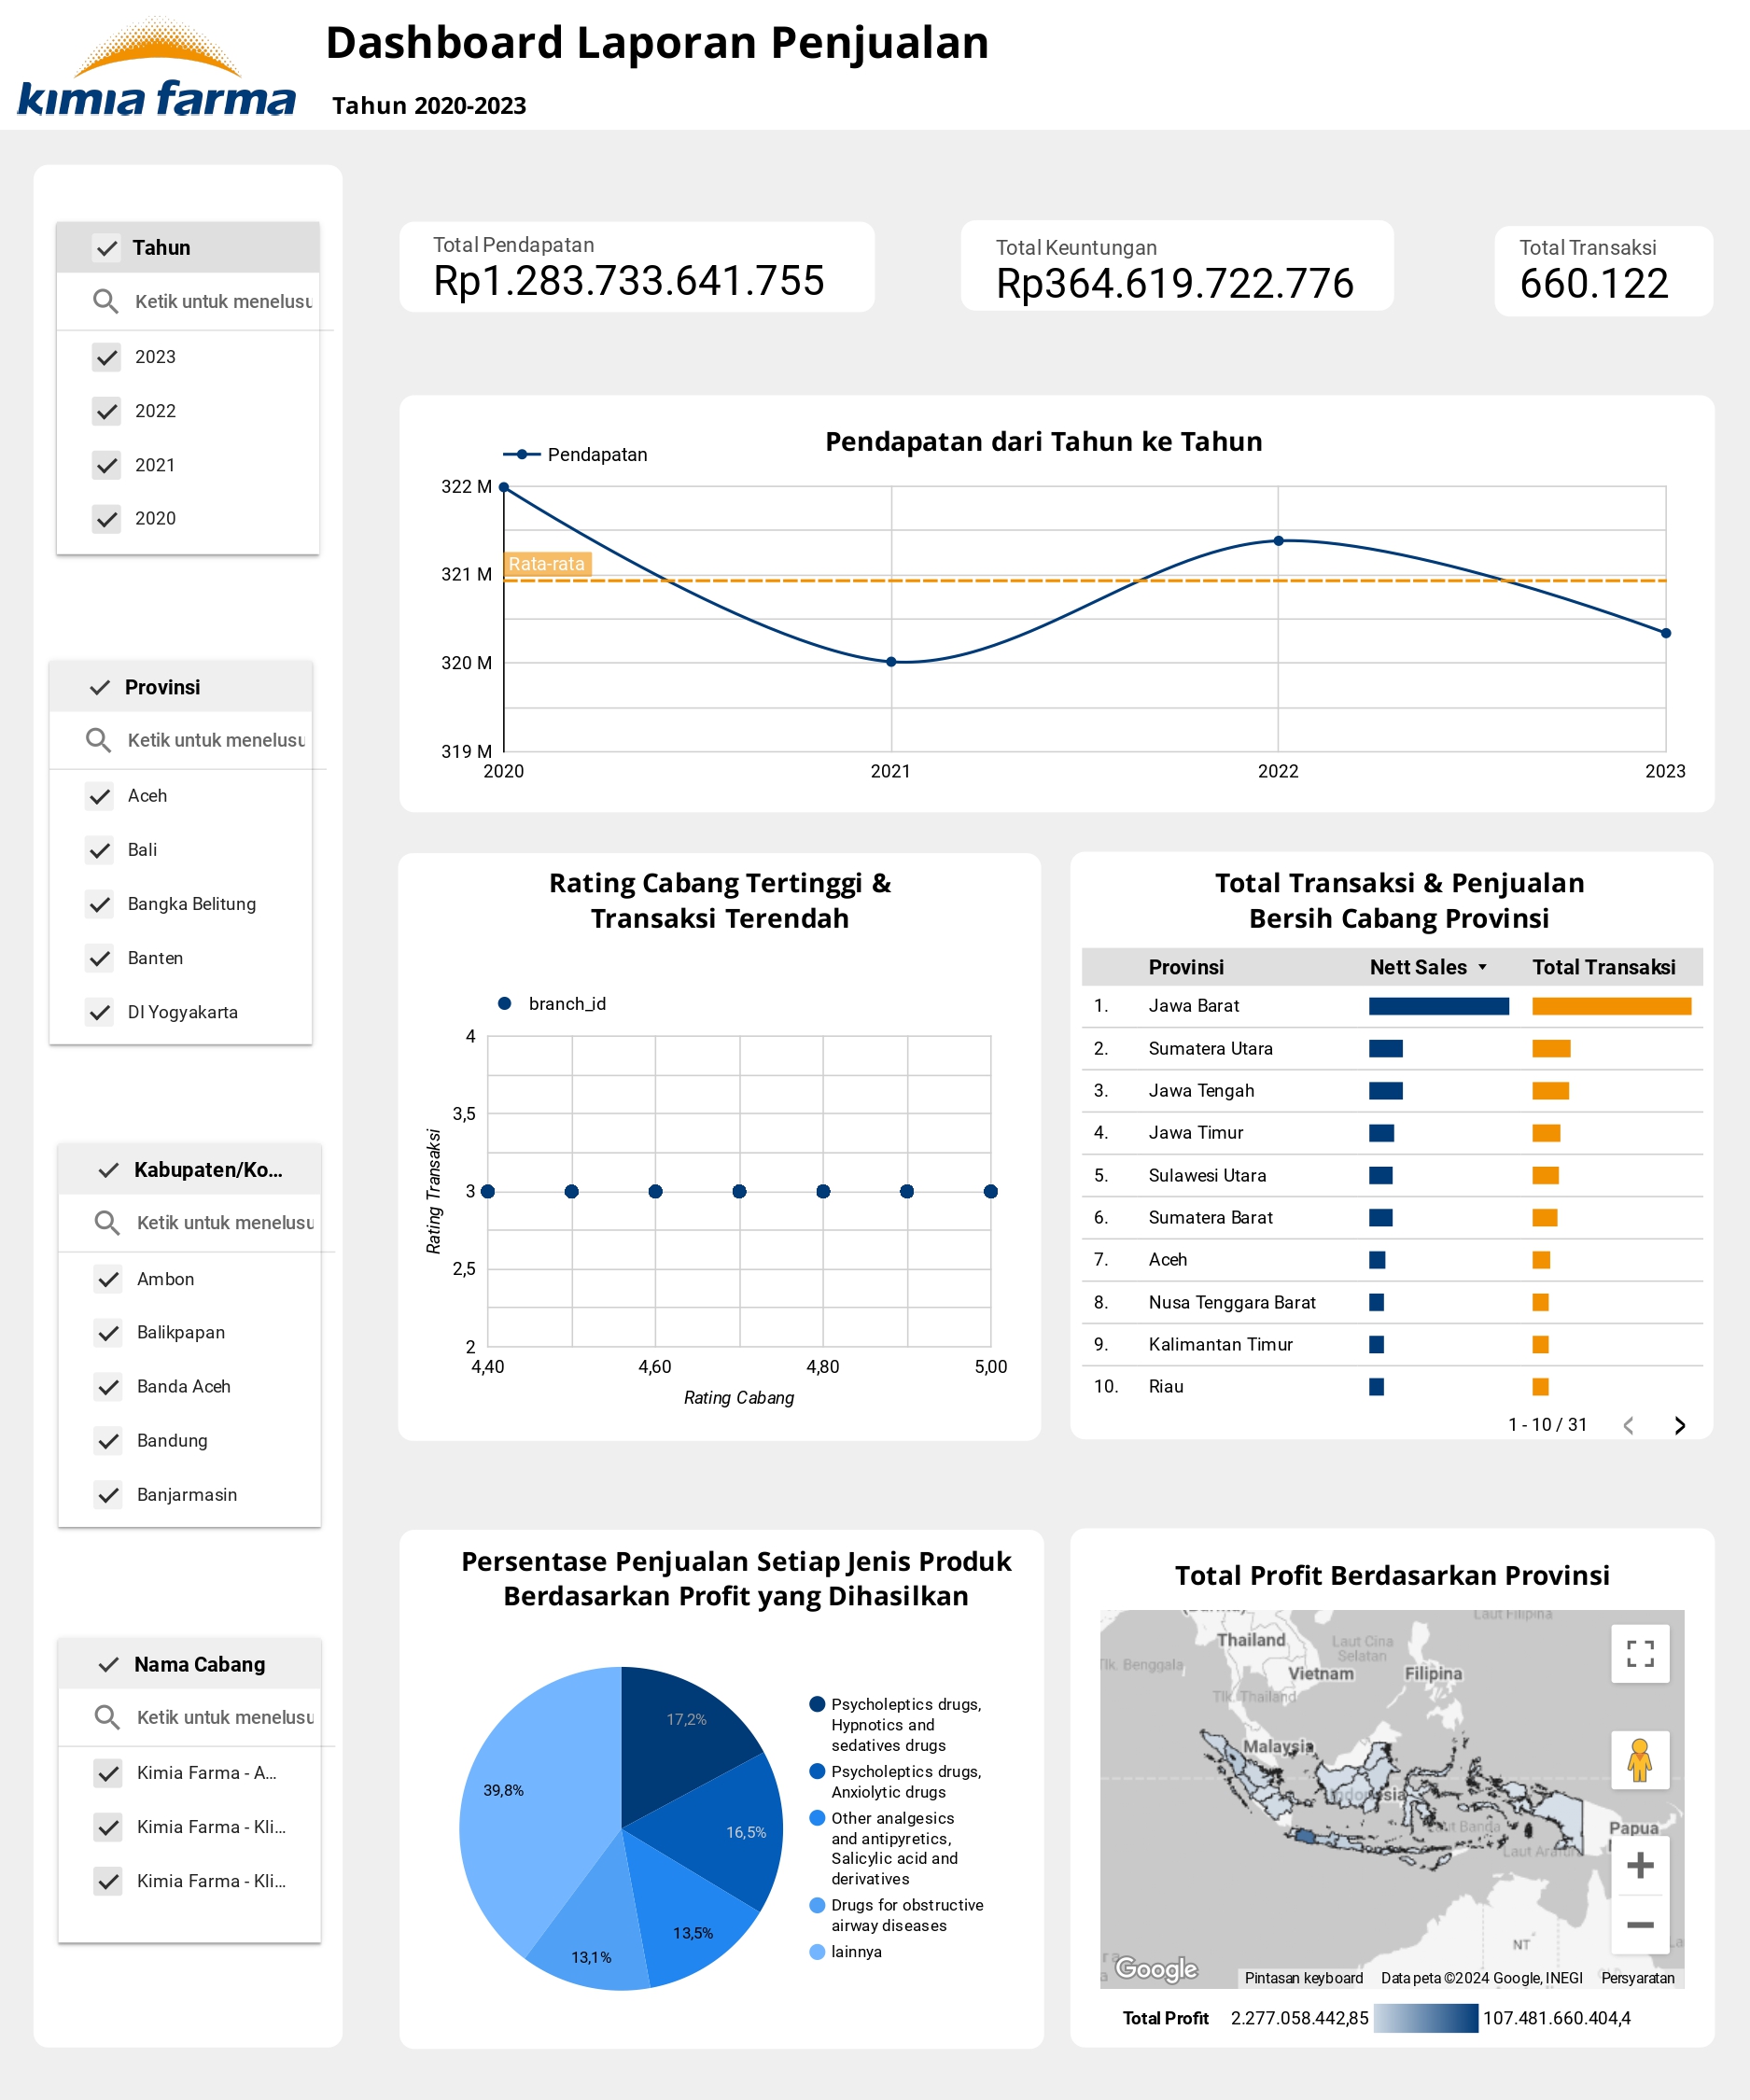 kimia farma
Dashboard Laporan Penjualan
Tahun 2020-2023
Tahun
Ketik untuk menelusu
2023
2022
2021
2020
Provinsi
Ketik untuk menelusu
Aceh
Bali
Bangka Belitung
Banten
DI Yogyakarta
Kabupaten/Ko...
Ketik untuk menelusu
Ambon
Balikpapan
Banda Aceh
Bandung
Banjarmasin
Nama Cabang
Ketik untuk menelusu
Kimia Farma - A...
Kimia Farma - Kli...
Kimia Farma - Kli...
Total Pendapatan
Rp1.283.733.641.755
Total Keuntungan
Rp364.619.722.776
Total Transaksi
660.122
Pendapatan dari Tahun ke Tahun
Pendapatan
322 M
Rata-rata
321 M
320 M
319 M
2020 2021 2022 2023
Rating Cabang Tertinggi &
Transaksi Terendah
branch_id
Rating Transaksi
4
3,5
3
2,5
2
4,40 4,60 4,80 5,00
Rating Cabang
Total Transaksi & Penjualan
Bersih Cabang Provinsi
Provinsi Nett Sales Total Transaksi
1. Jawa Barat
2. Sumatera Utara
3. Jawa Tengah
4. Jawa Timur
5. Sulawesi Utara
6. Sumatera Barat
7. Aceh
8. Nusa Tenggara Barat
9. Kalimantan Timur
10. Riau
1 - 10 / 31
Persentase Penjualan Setiap Jenis Produk
Berdasarkan Profit yang Dihasilkan
17,2%
16,5%
13,5%
13,1%
39,8%
Psycholeptics drugs,
Hypnotics and
sedatives drugs
Psycholeptics drugs,
Anxiolytic drugs
Other analgesics
and antipyretics,
Salicylic acid and
derivatives
Drugs for obstructive
airway diseases
lainnya
Total Profit Berdasarkan Provinsi
Laut Filipina
Thailand
Laut Cina
Selatan
Tlk. Benggala
Vietnam
Filipina
Tlk. Thailand
Malaysia
Laut Banda
Papua
Laut Arafura
NT
Google
Pintasan keyboard Data peta ©2024 Google, INEGI Persyaratan
Total Profit 2.277.058.442,85 107.481.660.404,4